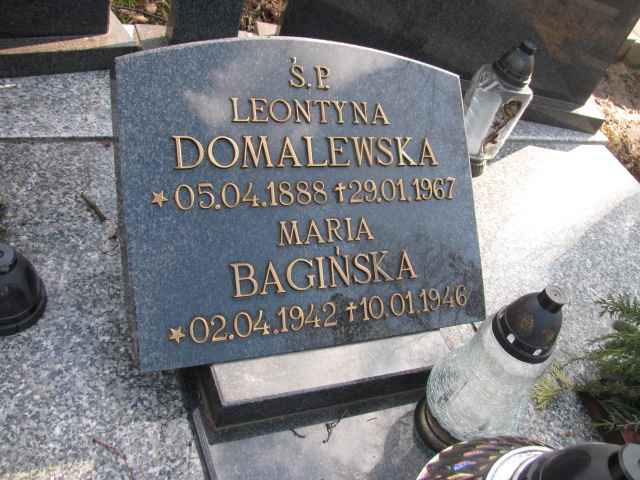 Ś.P.
LEONTYNA
DOMALEWSKA
★05.04.1888 ✝29.01.1967
MARIA
BAGIŃSKA
★02.04.1942 ✝10.01.1946